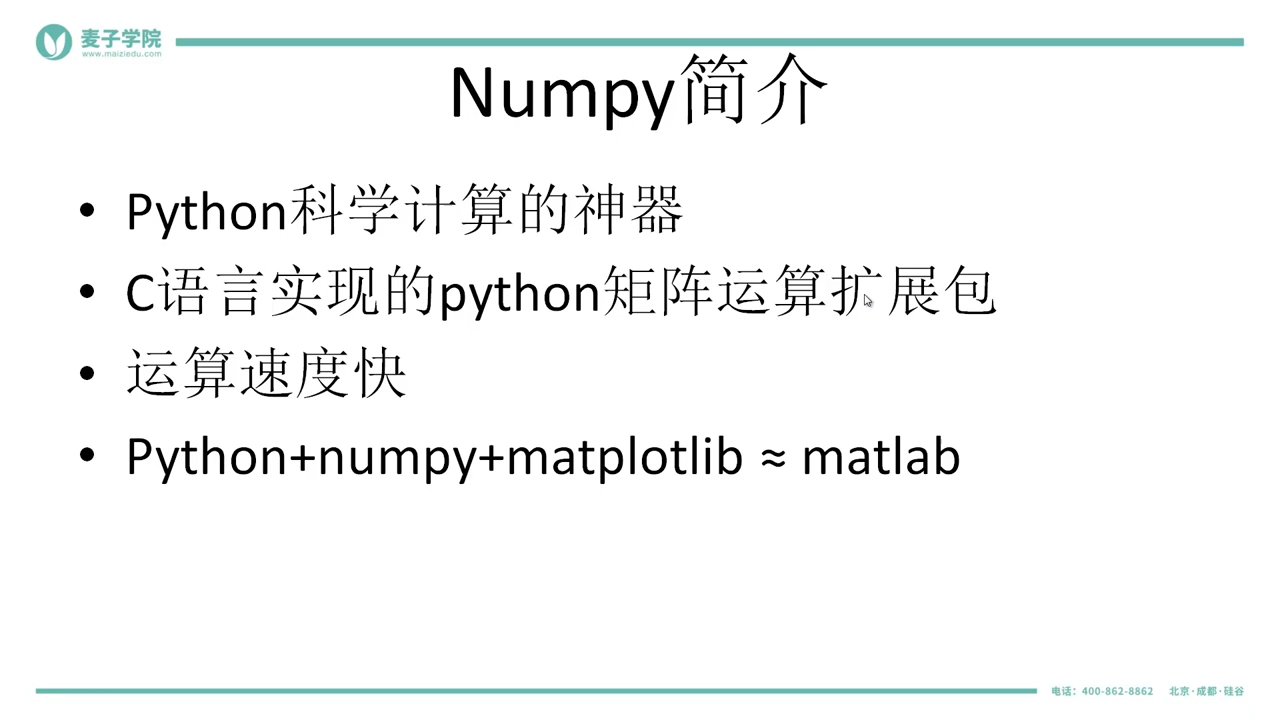 麦子学院
www.maiziedu.com
Numpy简介
• Python科学计算的神器
• C语言实现的python矩阵运算扩展包
• 运算速度快
• Python+numpy+matplotlib ≈ matlab
电话：400-862-8862 北京·成都·硅谷